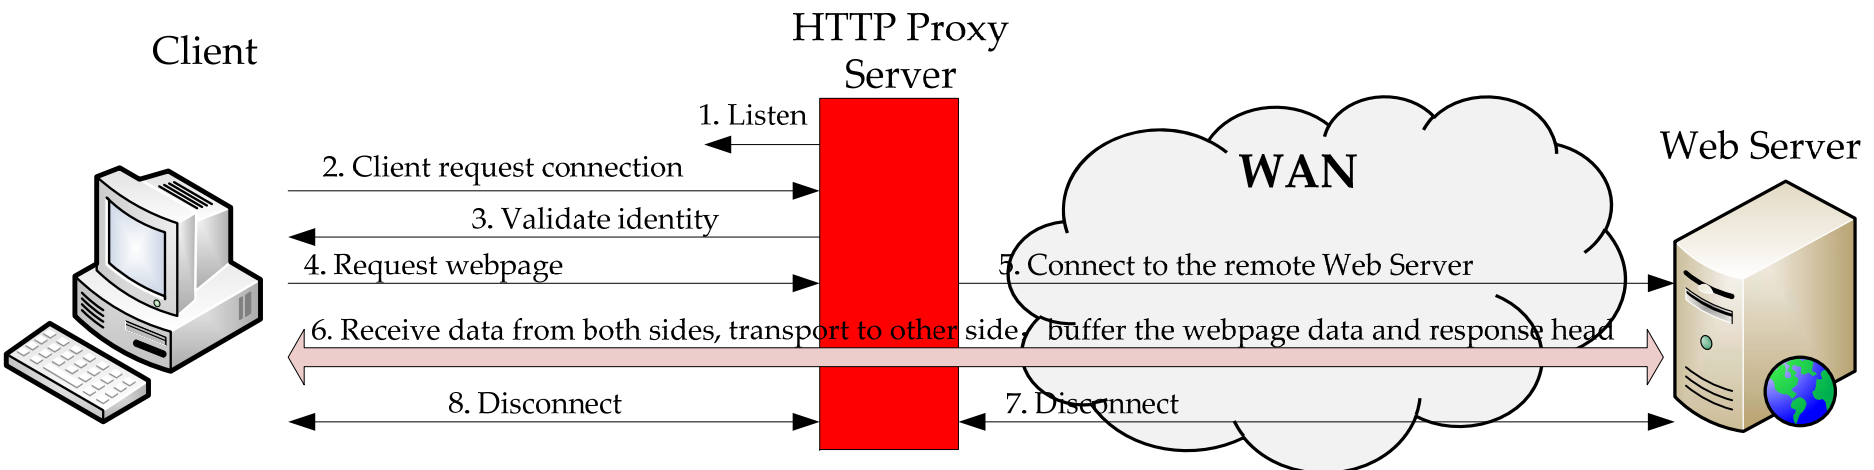 Client
HTTP Proxy
Server
1. Listen
WAN
Web Server
2. Client request connection
3. Validate identity
4. Request webpage
5. Connect to the remote Web Server
6. Receive data from both sides, transport to other side, buffer the webpage data and response head
8. Disconnect
7. Disconnect